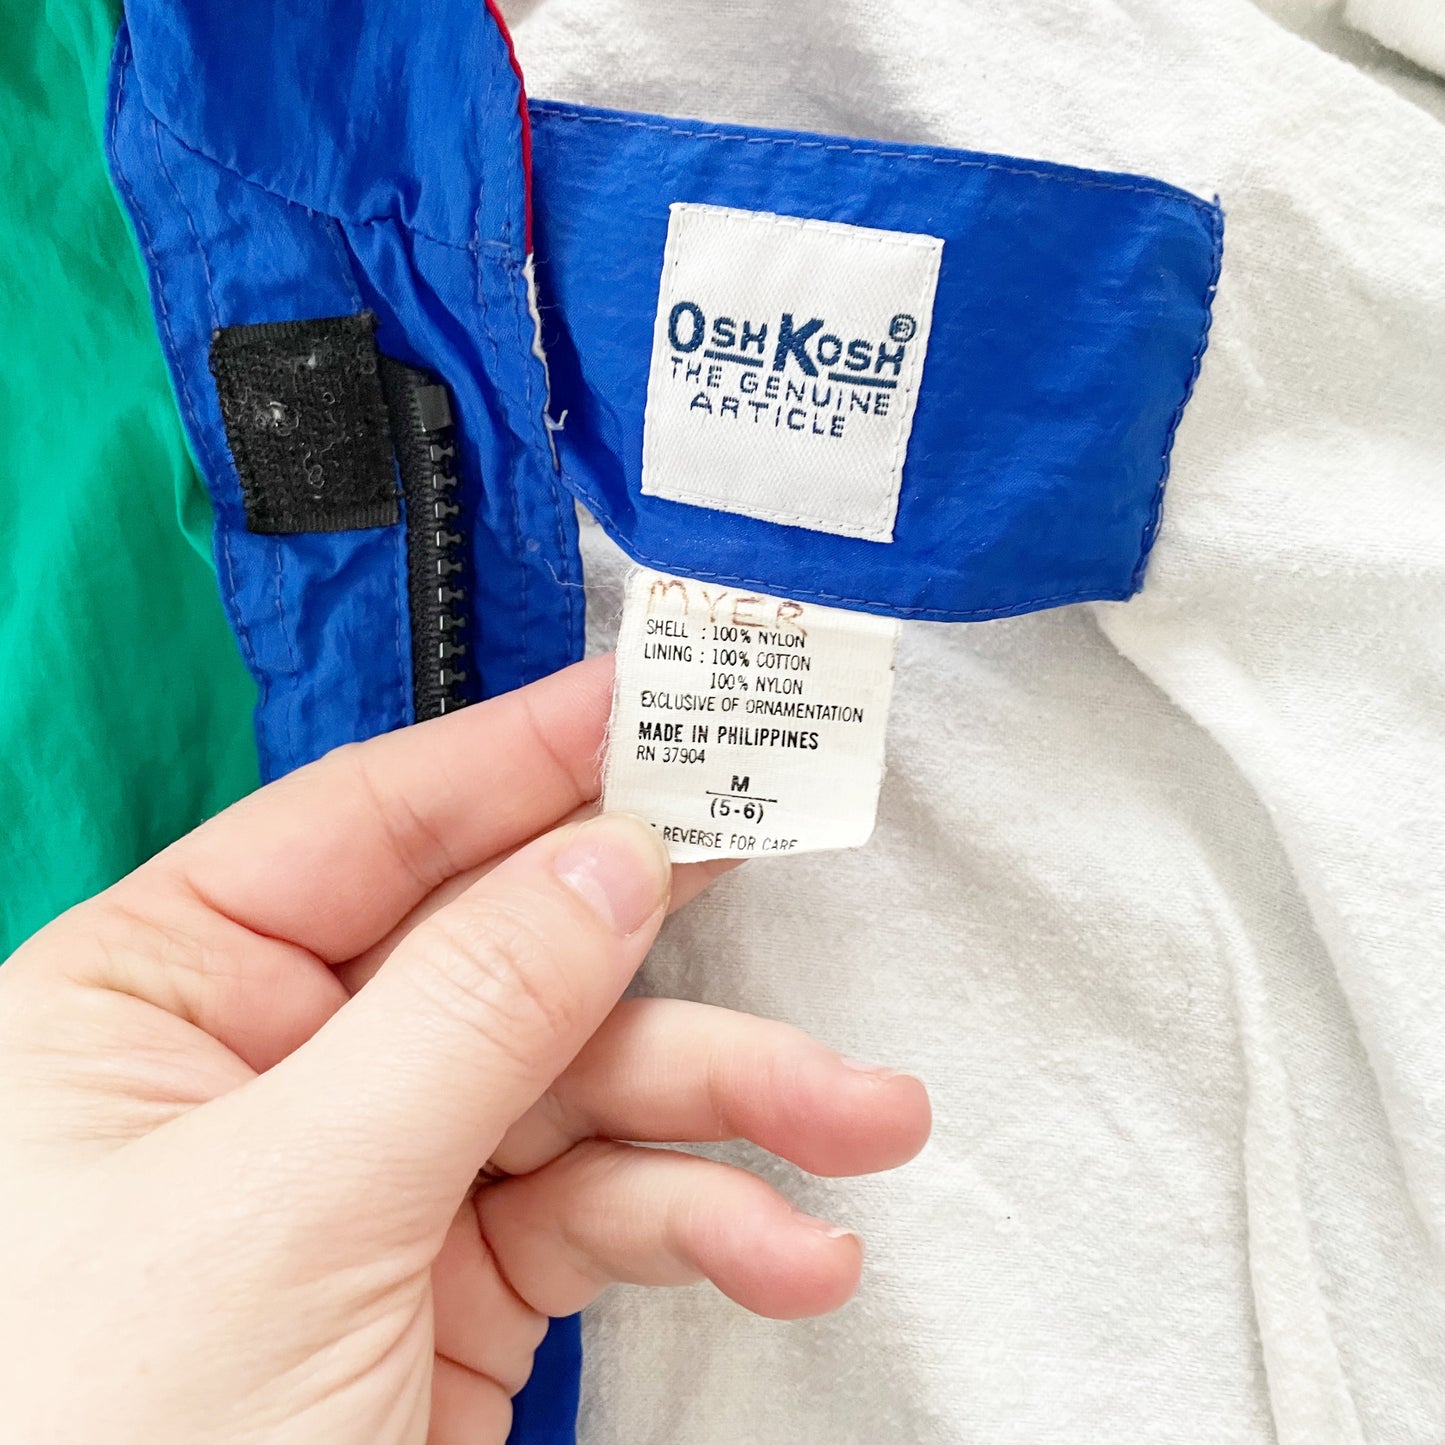 OSHKOSH®
THE GENUINE
ARTICLE
MYER
SHELL : 100% NYLON
LINING : 100% COTTON
100% NYLON
EXCLUSIVE OF ORNAMENTATION
MADE IN PHILIPPINES
RN 37904
M
(5-6)
REVERSE FOR CARE